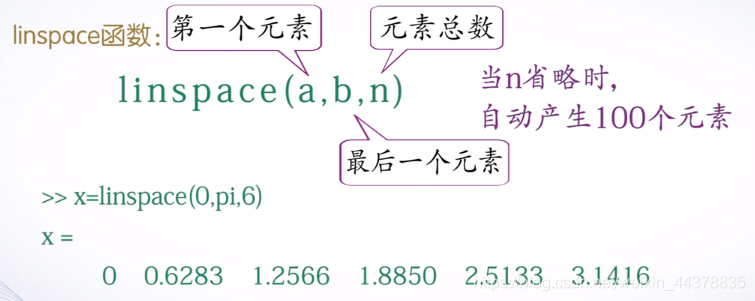 linspace函数：
第一个元素
元素总数
linspace(a,b,n)
当n省略时，
自动产生100个元素
最后一个元素
>> x=linspace(0,pi,6)
x =
0 0.6283 1.2566 1.8850 2.5133 3.1416
https://blog.csdn.net/weixin_44378835